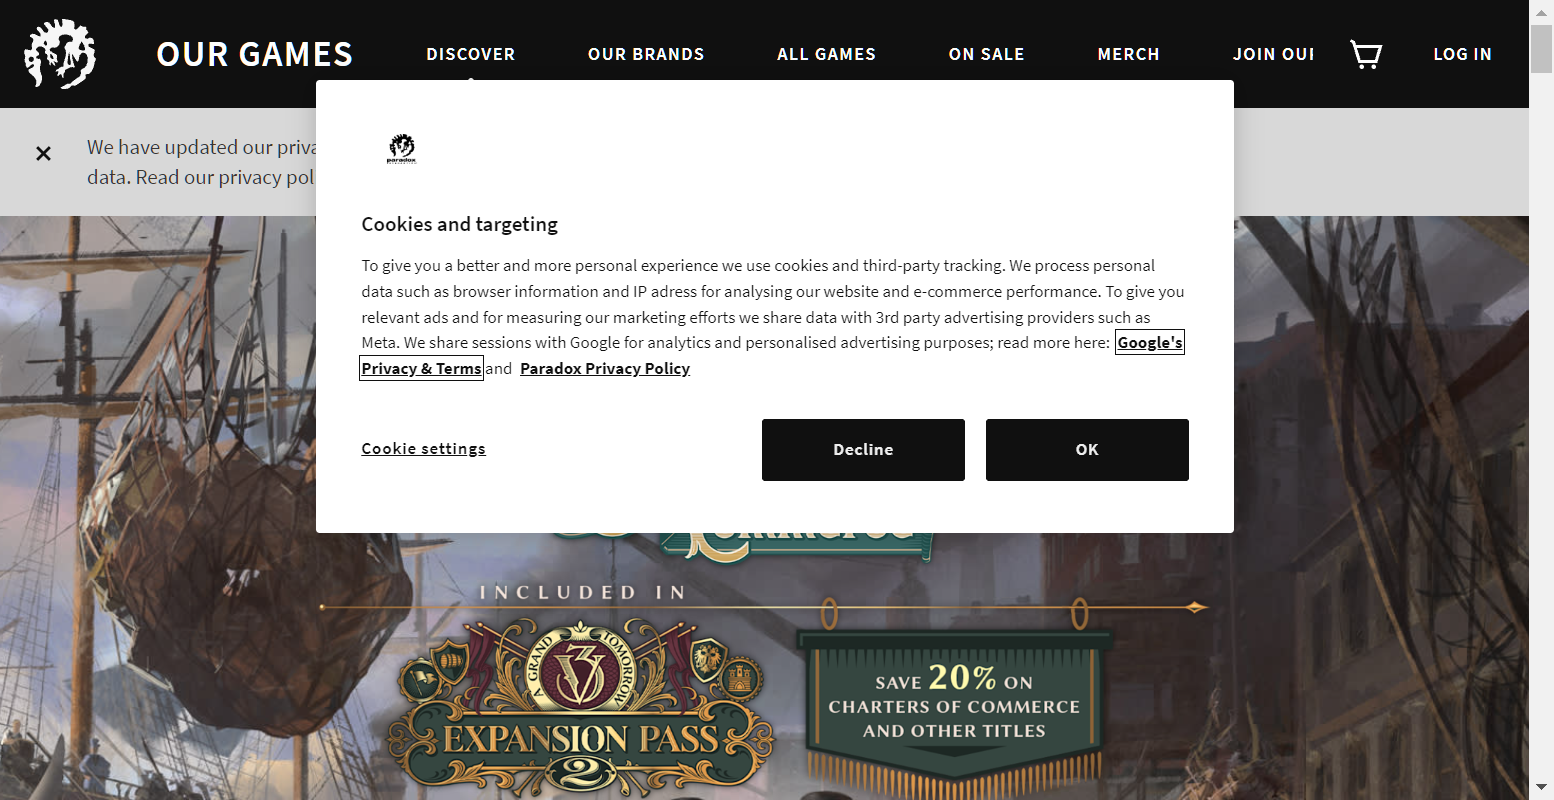 OUR GAMES
DISCOVER
OUR BRANDS
ALL GAMES
ON SALE
MERCH
JOIN OUR
LOG IN
We have updated our priva
data. Read our privacy pol
paradox
Cookies and targeting
To give you a better and more personal experience we use cookies and third-party tracking. We process personal
data such as browser information and IP adress for analysing our website and e-commerce performance. To give you
relevant ads and for measuring our marketing efforts we share data with 3rd party advertising providers such as
Meta. We share sessions with Google for analytics and personalised advertising purposes; read more here: Google's
Privacy & Terms and Paradox Privacy Policy
Cookie settings
Decline
OK
INCLUDED IN
A GRAND TOMORROW
V3
EXPANSION PASS
2
SAVE 20% ON
CHARTERS OF COMMERCE
AND OTHER TITLES